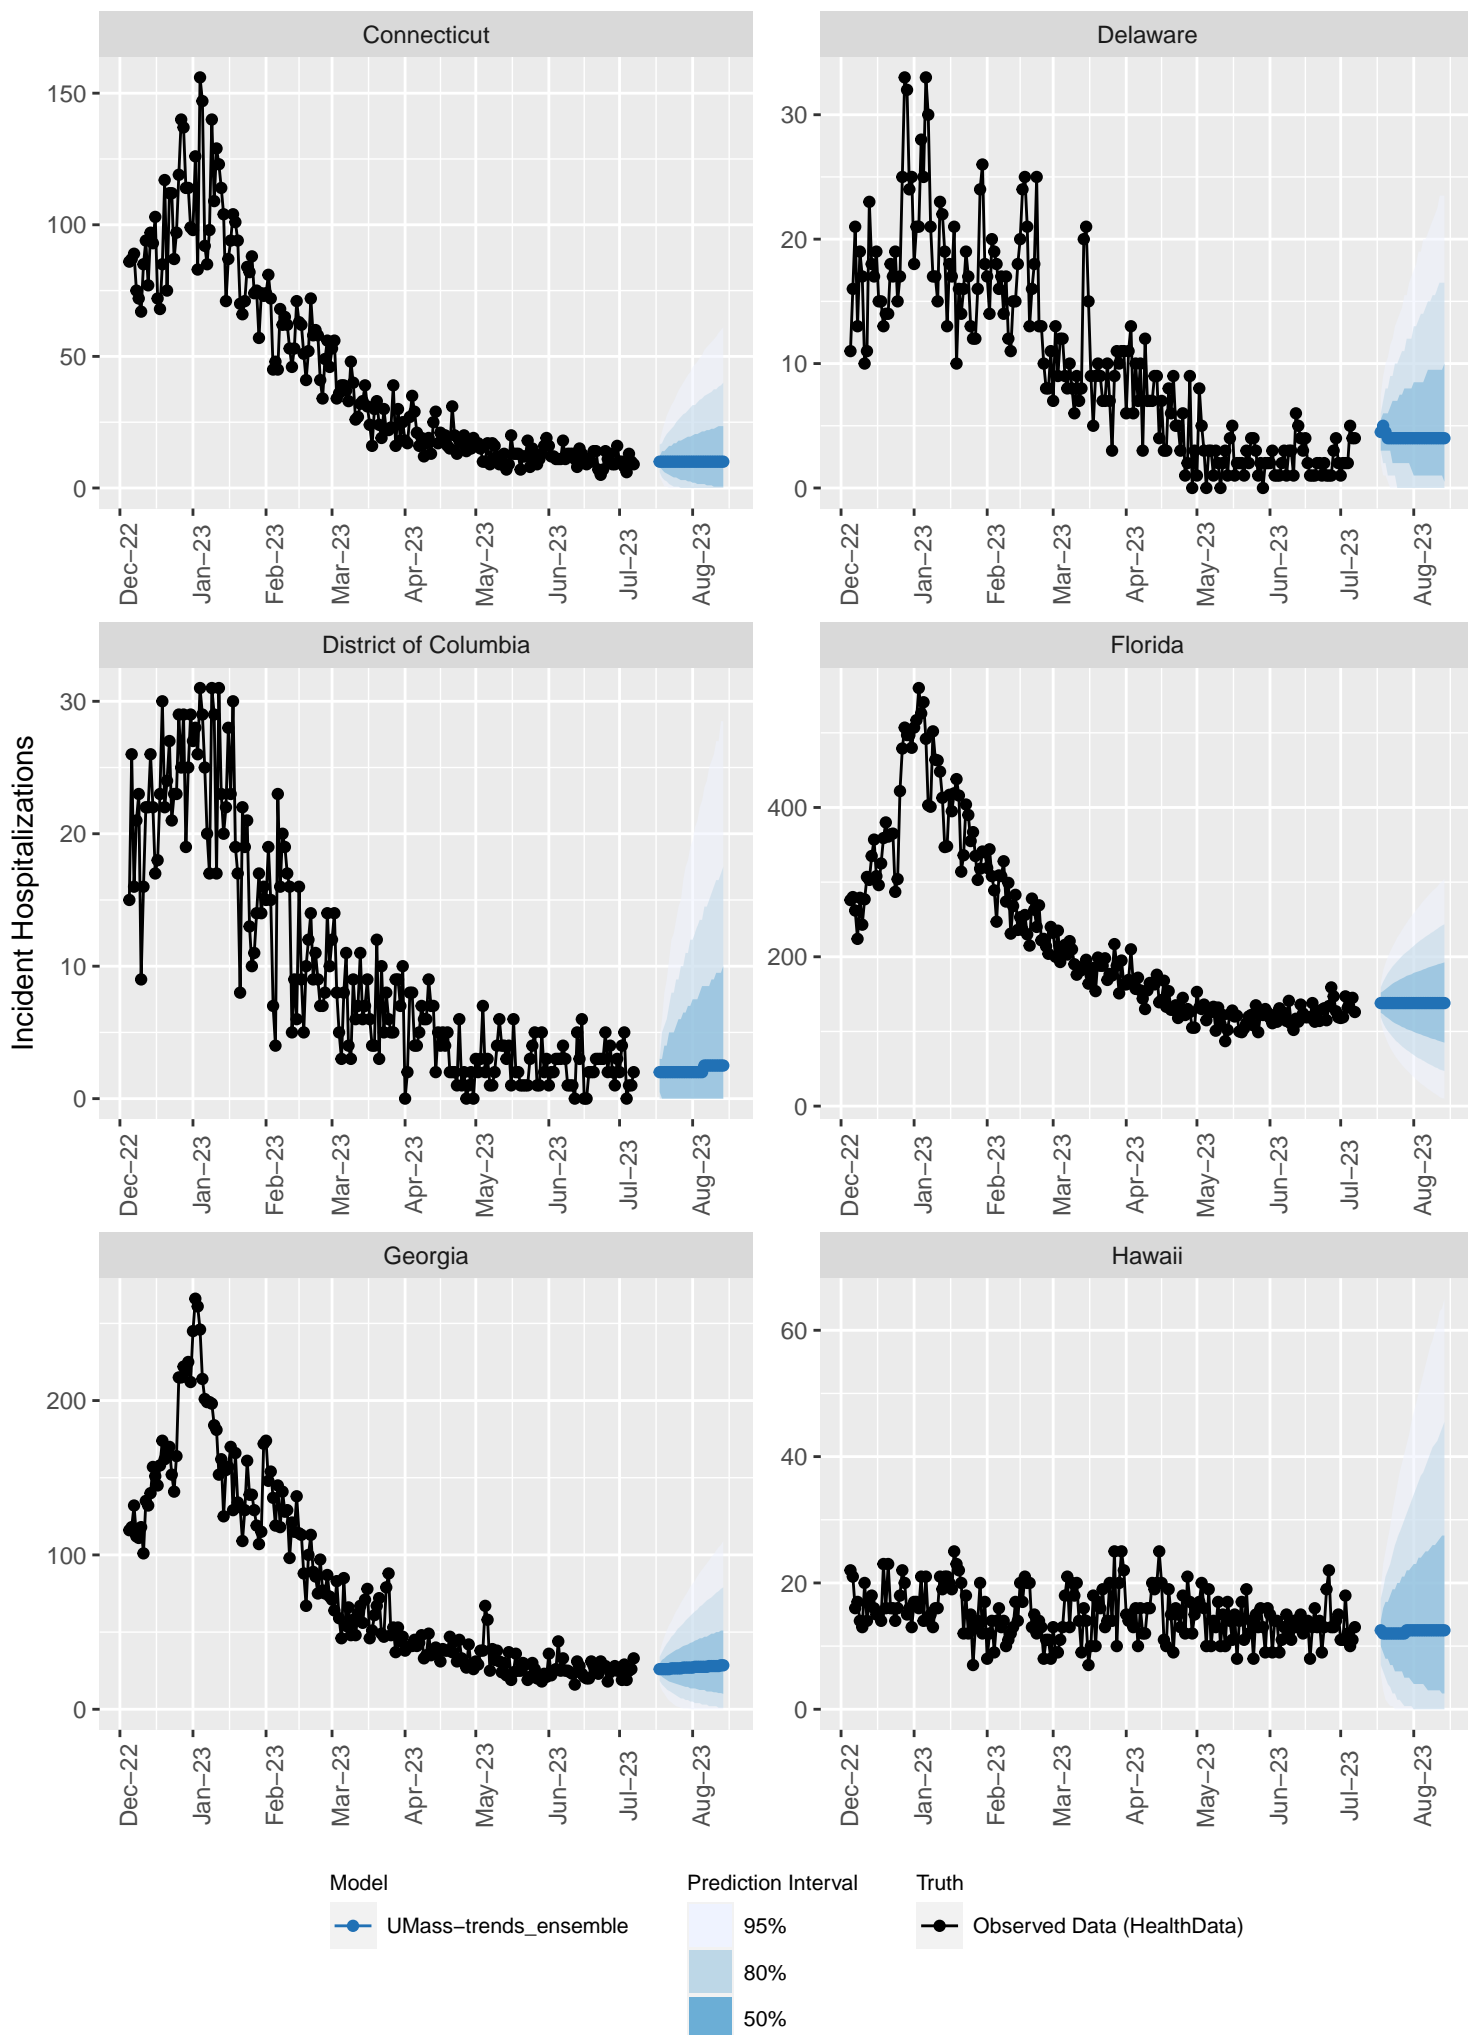 Connecticut
Delaware
150
100
50
0
30
20
10
0
Dec−22 Jan−23 Feb−23 Mar−23 Apr−23 May−23 Jun−23 Jul−23 Aug−23
Dec−22 Jan−23 Feb−23 Mar−23 Apr−23 May−23 Jun−23 Jul−23 Aug−23
District of Columbia
Florida
Incident Hospitalizations
30
20
10
0
400
200
0
Dec−22 Jan−23 Feb−23 Mar−23 Apr−23 May−23 Jun−23 Jul−23 Aug−23
Dec−22 Jan−23 Feb−23 Mar−23 Apr−23 May−23 Jun−23 Jul−23 Aug−23
Georgia
Hawaii
200
100
0
60
40
20
0
Dec−22 Jan−23 Feb−23 Mar−23 Apr−23 May−23 Jun−23 Jul−23 Aug−23
Dec−22 Jan−23 Feb−23 Mar−23 Apr−23 May−23 Jun−23 Jul−23 Aug−23
Model
UMass−trends_ensemble
Prediction Interval
95%
80%
50%
Truth
Observed Data (HealthData)